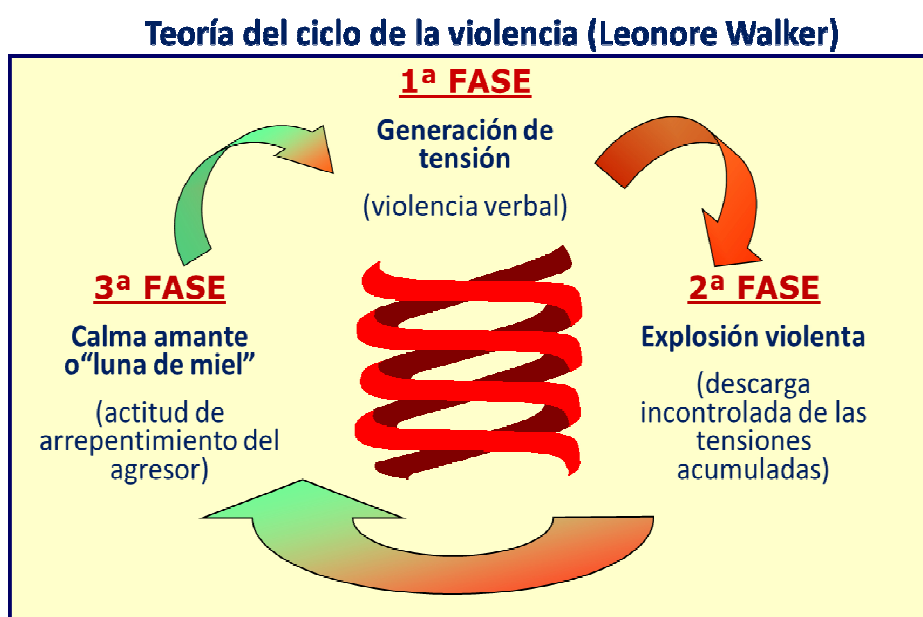 Teoría del ciclo de la violencia (Leonore Walker)
1ª FASE
Generación de
tensión
(violencia verbal)
3ª FASE
Calma amante
o“luna de miel”
(actitud de
arrepentimiento del
agresor)
2ª FASE
Explosión violenta
(descarga
incontrolada de las
tensiones
acumuladas)